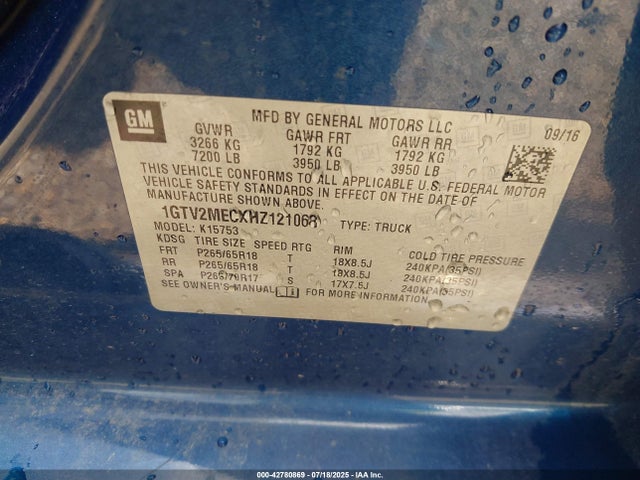 GM
MFD BY GENERAL MOTORS LLC
09/16
GVWR GAWR FRT GAWR RR
3266 KG 1792 KG 1792 KG
7200 LB 3950 LB 3950 LB
THIS VEHICLE CONFORMS TO ALL APPLICABLE U.S. FEDERAL MOTOR
VEHICLE SAFETY STANDARDS IN EFFECT ON THE DATE OF
MANUFACTURE SHOWN ABOVE.
1GTV2MECXHZ121068 TYPE: TRUCK
MODEL: K15753
KDSG TIRE SIZE SPEED RTG RIM COLD TIRE PRESSURE
FRT P265/65R18 T 18X8.5J 240KPA(35PSI)
RR P265/65R18 T 18X8.5J 240KPA(35PSI)
SPA P265/70R17 S 17X7.5J 240KPA(35PSI)
SEE OWNER'S MANUAL FOR MORE INFORMATION.
000-42780869 - 07/18/2025 - IAA Inc.